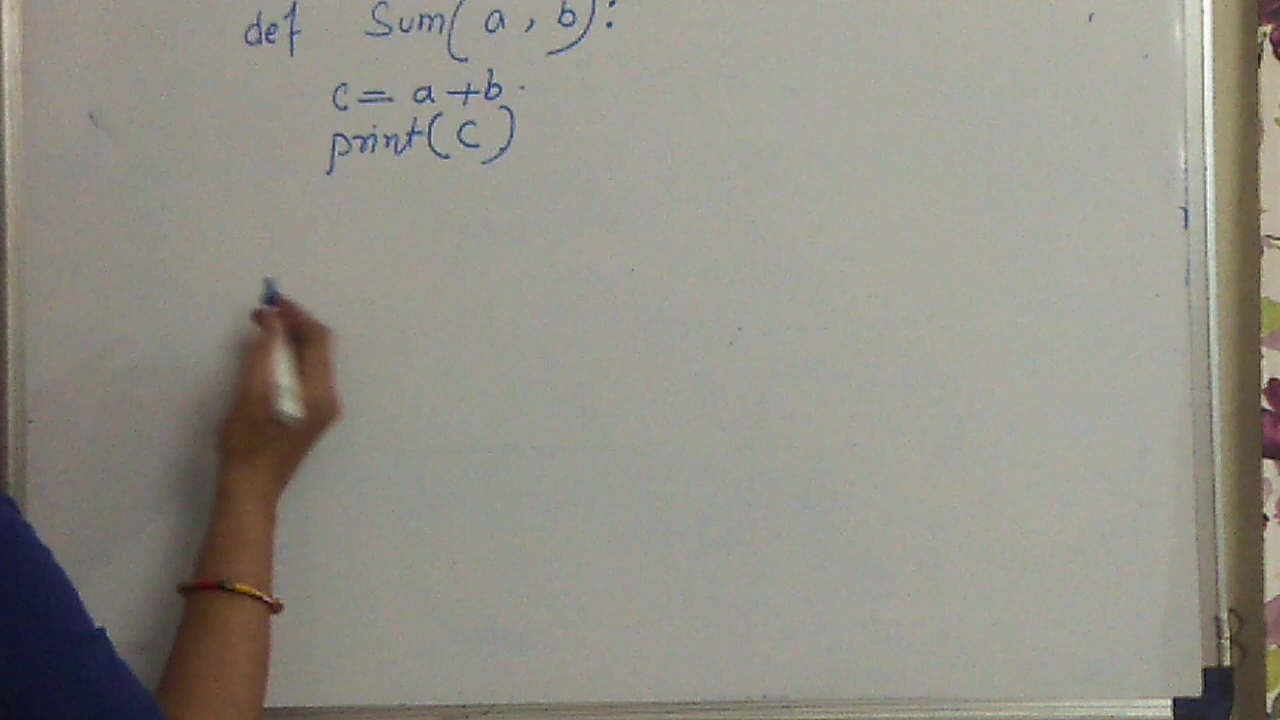 def Sum(a, b):
c = a + b.
print(c)